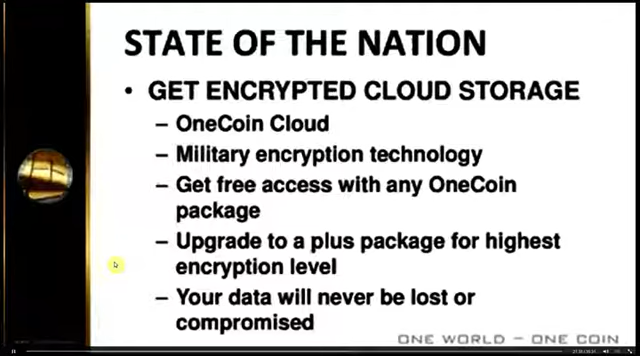 STATE OF THE NATION
• GET ENCRYPTED CLOUD STORAGE
– OneCoin Cloud
– Military encryption technology
– Get free access with any OneCoin
package
– Upgrade to a plus package for highest
encryption level
– Your data will never be lost or
compromised
ONE WORLD – ONE COIN